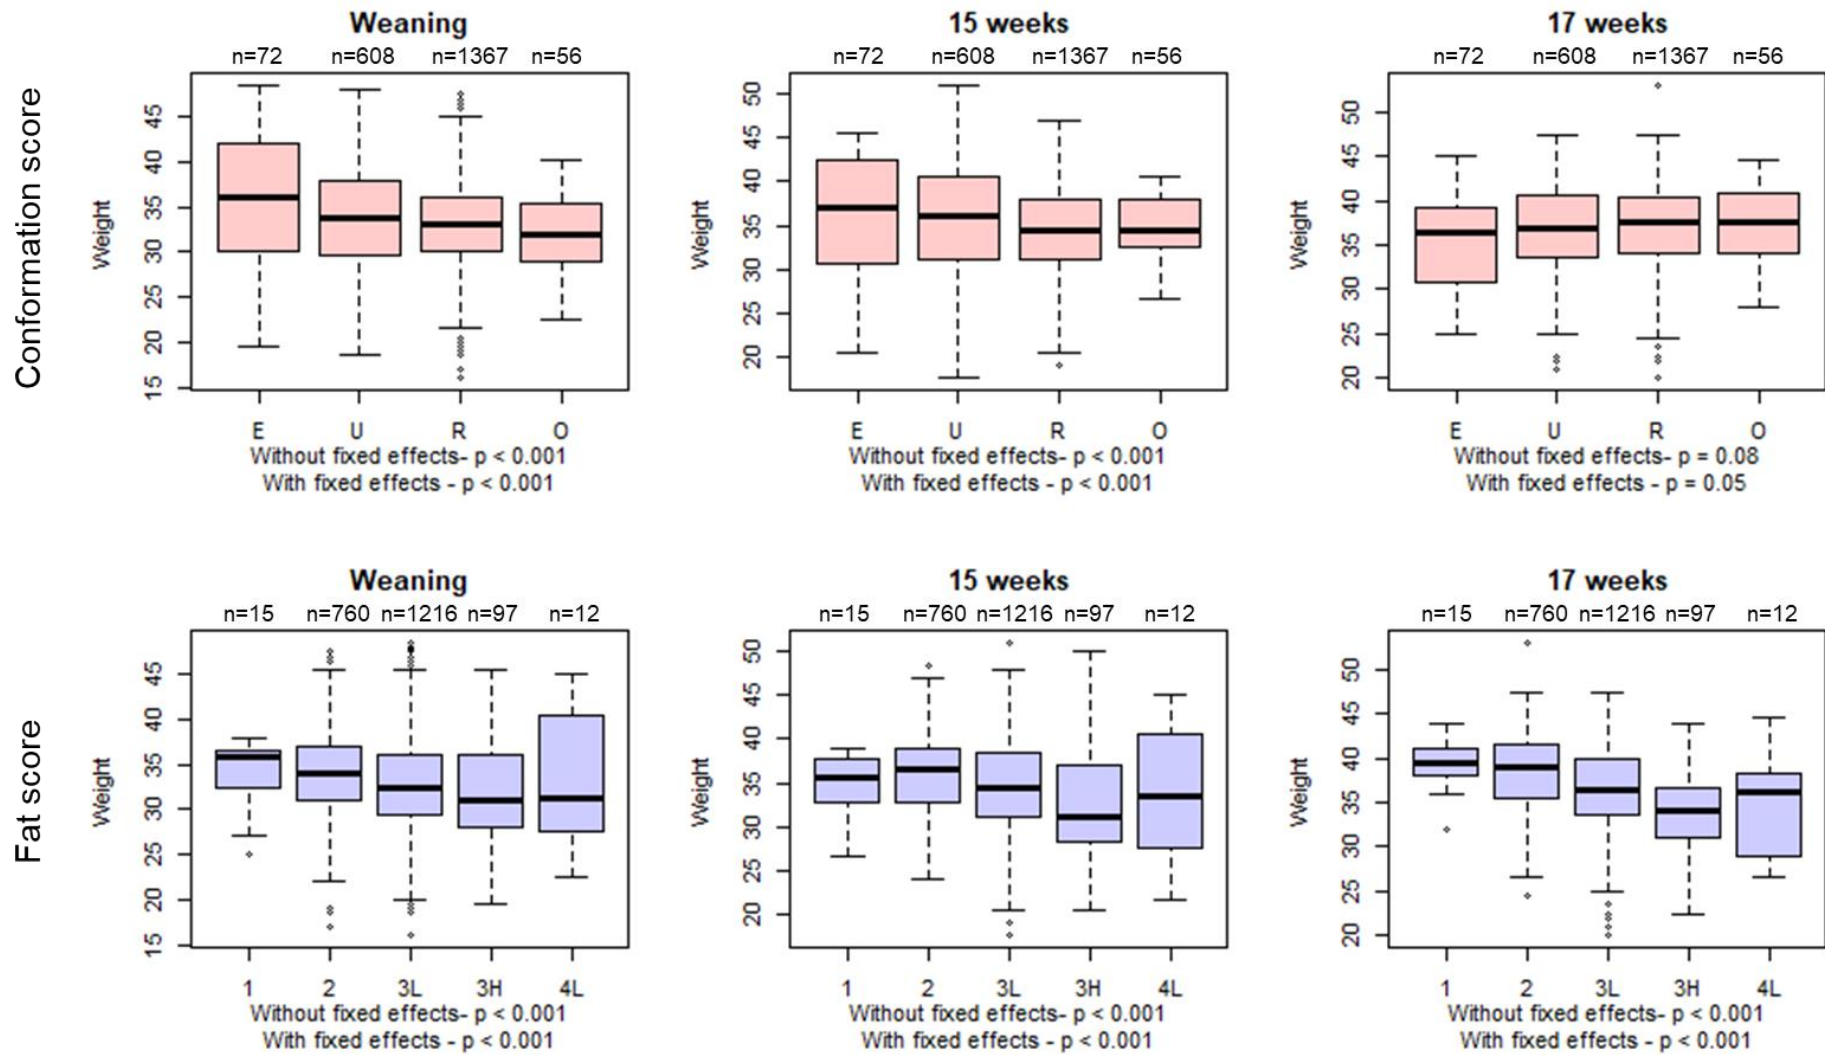 Conformation score
Weaning
n=72 n=608 n=1367 n=56
Weight
45
40
35
30
25
20
15
E U R O
Without fixed effects- p < 0.001
With fixed effects - p < 0.001
15 weeks
n=72 n=608 n=1367 n=56
Weight
50
45
40
35
30
25
20
E U R O
Without fixed effects- p < 0.001
With fixed effects - p < 0.001
17 weeks
n=72 n=608 n=1367 n=56
Weight
50
45
40
35
30
25
20
E U R O
Without fixed effects- p = 0.08
With fixed effects - p = 0.05
Fat score
Weaning
n=15 n=760 n=1216 n=97 n=12
Weight
45
40
35
30
25
20
15
1 2 3L 3H 4L
Without fixed effects- p < 0.001
With fixed effects - p < 0.001
15 weeks
n=15 n=760 n=1216 n=97 n=12
Weight
50
45
40
35
30
25
20
1 2 3L 3H 4L
Without fixed effects- p < 0.001
With fixed effects - p < 0.001
17 weeks
n=15 n=760 n=1216 n=97 n=12
Weight
50
45
40
35
30
25
20
1 2 3L 3H 4L
Without fixed effects- p < 0.001
With fixed effects - p < 0.001